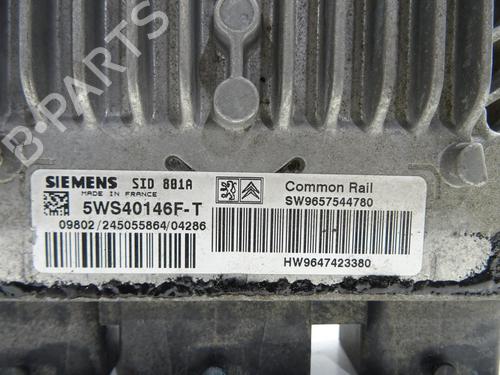 B-PARTS
SIEMENS SID 801A
MADE IN FRANCE
5WS40146F-T
09802/245055864/04286
Common Rail
SW9657544780
HW9647423380